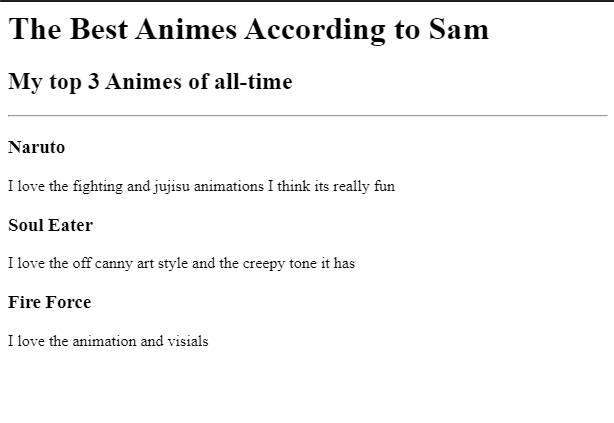 The Best Animes According to Sam
My top 3 Animes of all-time
Naruto
I love the fighting and jujisu animations I think its really fun
Soul Eater
I love the off canny art style and the creepy tone it has
Fire Force
I love the animation and visials